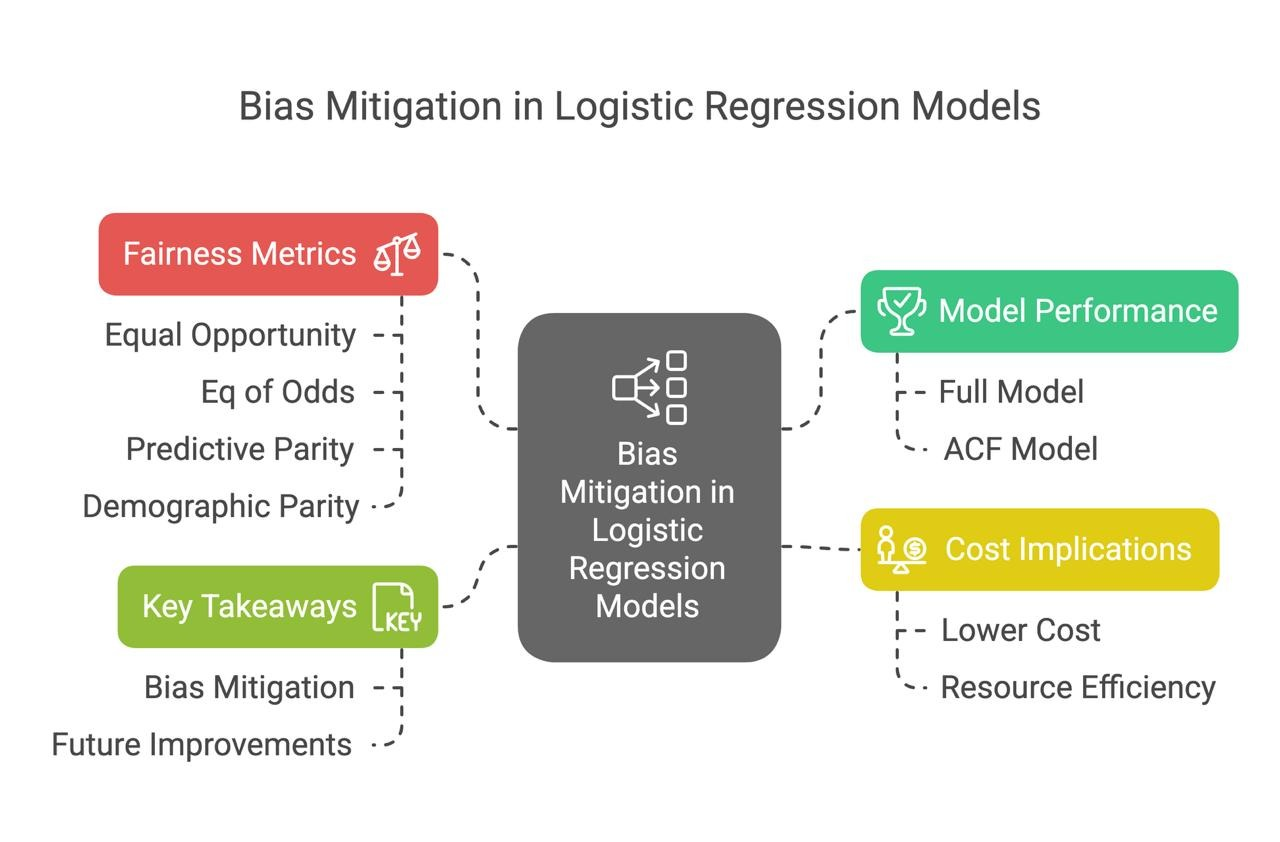 Bias Mitigation in Logistic Regression Models
Fairness Metrics
Equal Opportunity
Eq of Odds
Predictive Parity
Demographic Parity
Key Takeaways
KEY
Bias Mitigation
Future Improvements
Bias
Mitigation in
Logistic
Regression
Models
Model Performance
Full Model
ACF Model
$
Cost Implications
Lower Cost
Resource Efficiency